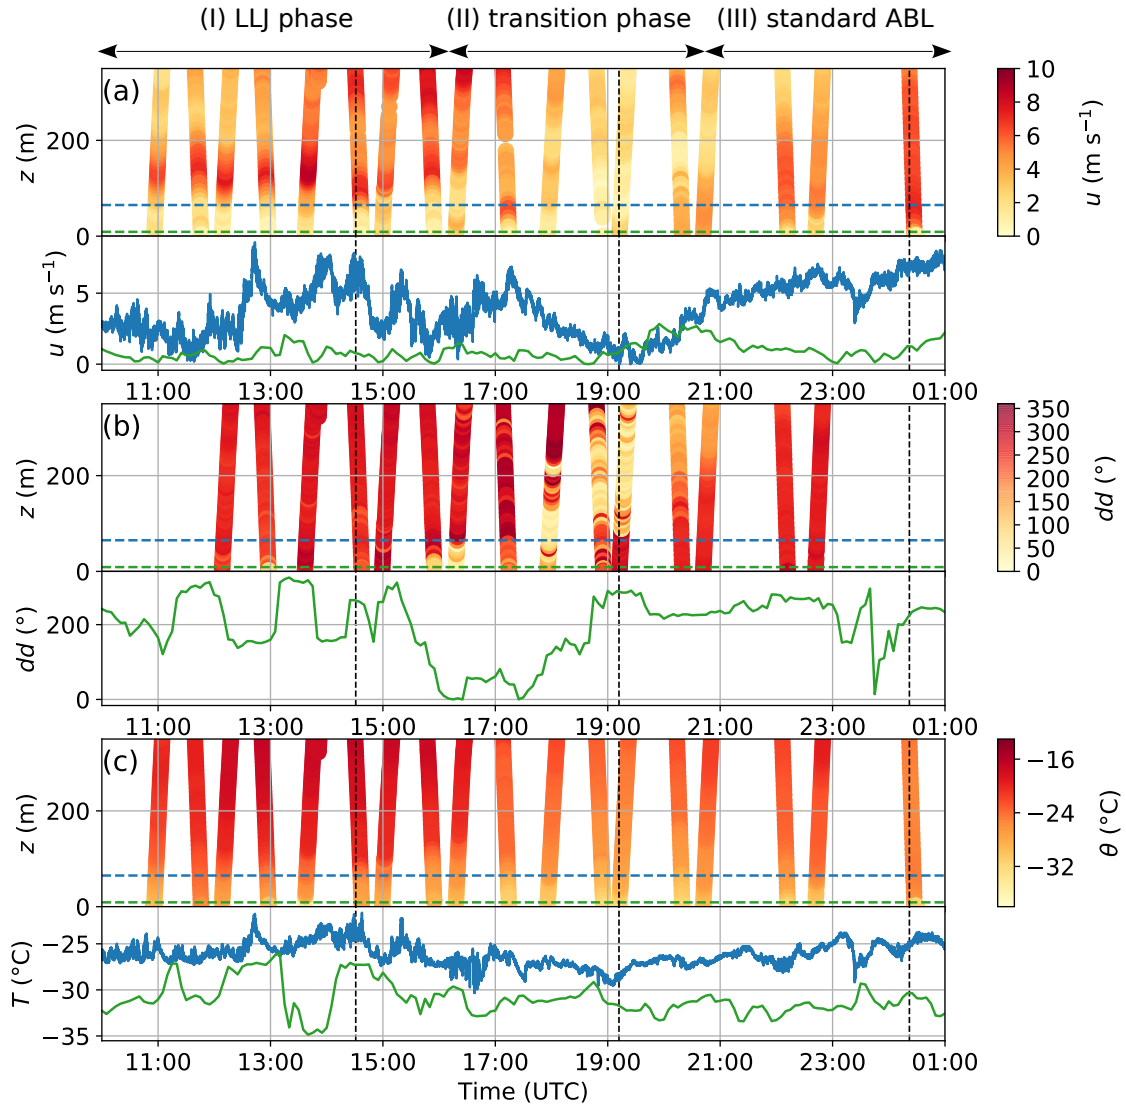 (I) LLJ phase (II) transition phase (III) standard ABL
(a)
z (m)
200
0
10
8
6
4
2
0
u (m s⁻¹)
u (m s⁻¹)
5
0
11:00 13:00 15:00 17:00 19:00 21:00 23:00 01:00
(b)
z (m)
200
0
350
300
250
200
150
100
50
0
dd (°)
dd (°)
200
0
11:00 13:00 15:00 17:00 19:00 21:00 23:00 01:00
(c)
z (m)
200
0
−16
−24
−32
θ (°C)
T (°C)
−25
−30
−35
11:00 13:00 15:00 17:00 19:00 21:00 23:00 01:00
Time (UTC)